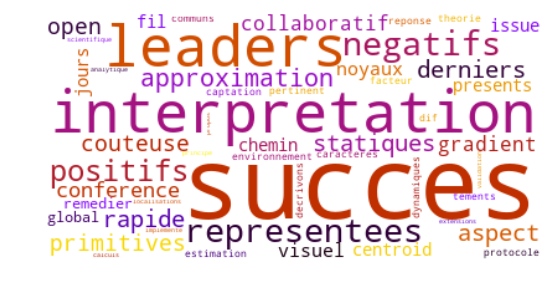 open fil communs collaboratif reponse theorie issue
scientifique leaders negatifs
jours analytique approximation noyaux derniers
captation pertinent facteur presents
interpretation dif
couteuse chemin statiques gradient
environnement caracteres
positifs succes
conference decrivons dynamiques
remedier localisations tements
global rapide representees extensions
implemente aspect
primitives estimation visuel centroid protocole
calculs